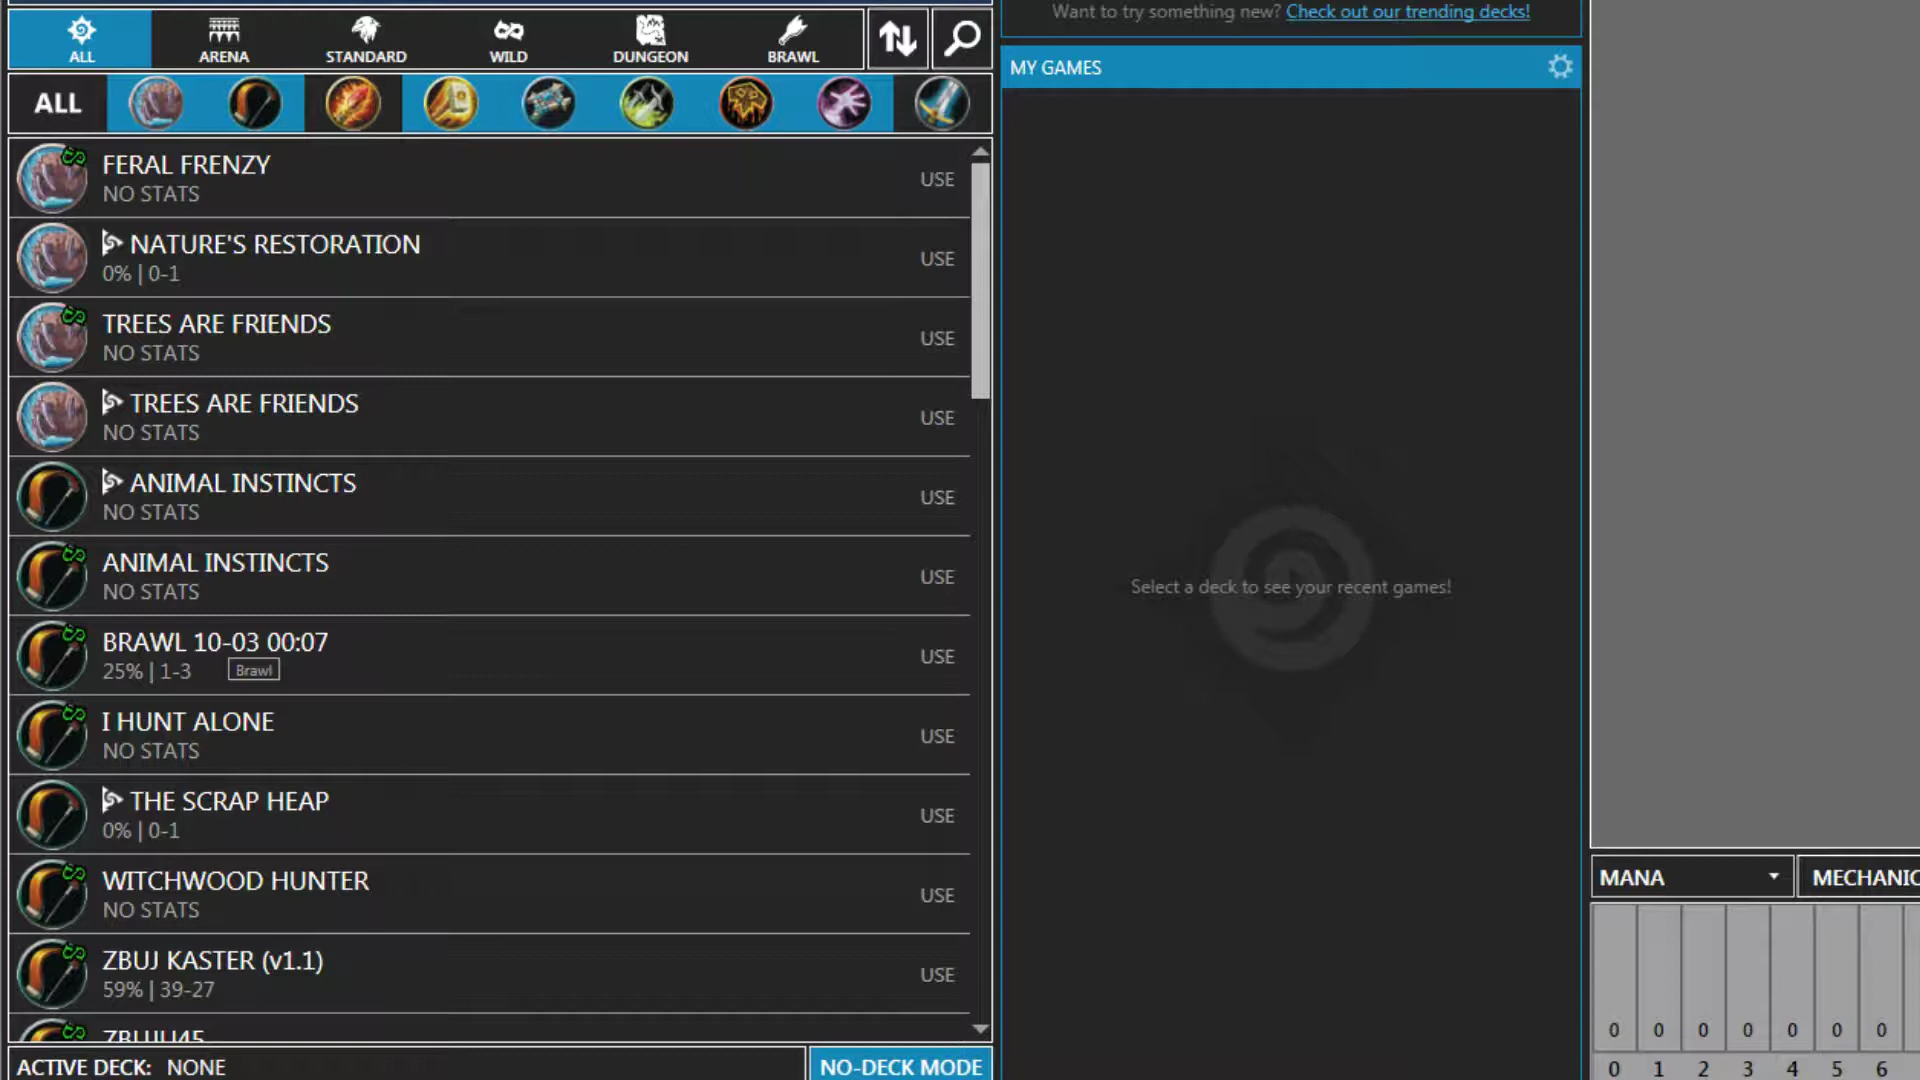 Want to try something new? Check out our trending decks!
ALL
ARENA
STANDARD
WILD
DUNGEON
BRAWL
MY GAMES
ALL
FERAL FRENZY
NO STATS
USE
NATURE'S RESTORATION
0% | 0-1
USE
TREES ARE FRIENDS
NO STATS
USE
TREES ARE FRIENDS
NO STATS
USE
ANIMAL INSTINCTS
NO STATS
USE
ANIMAL INSTINCTS
NO STATS
USE
BRAWL 10-03 00:07
25% | 1-3 Brawl
USE
I HUNT ALONE
NO STATS
USE
THE SCRAP HEAP
0% | 0-1
USE
WITCHWOOD HUNTER
NO STATS
USE
ZBUJ KASTER (v1.1)
59% | 39-27
USE
ACTIVE DECK: NONE
NO-DECK MODE
Select a deck to see your recent games!
MANA
MECHANIC
0 0 0 0 0 0 0
0 1 2 3 4 5 6